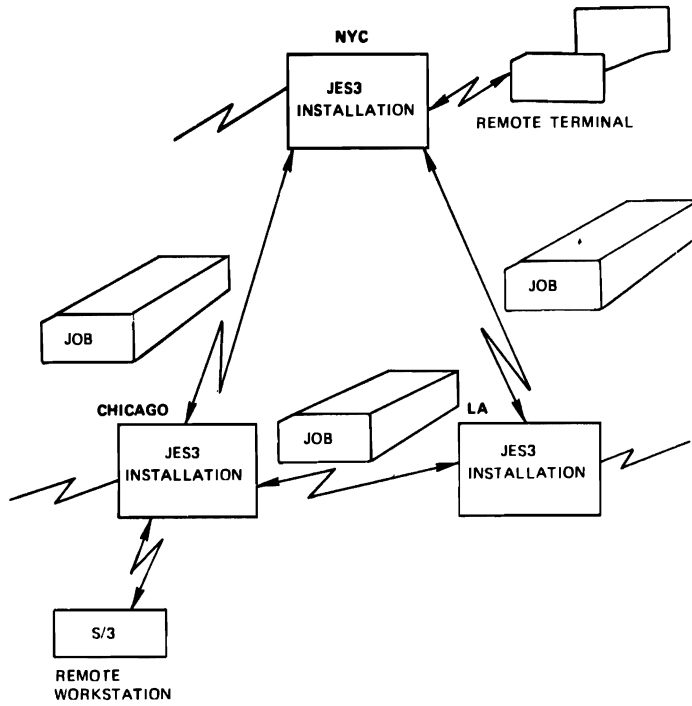 NYC
JES3
INSTALLATION
REMOTE TERMINAL
JOB
JOB
CHICAGO
JES3
INSTALLATION
JOB
LA
JES3
INSTALLATION
S/3
REMOTE
WORKSTATION